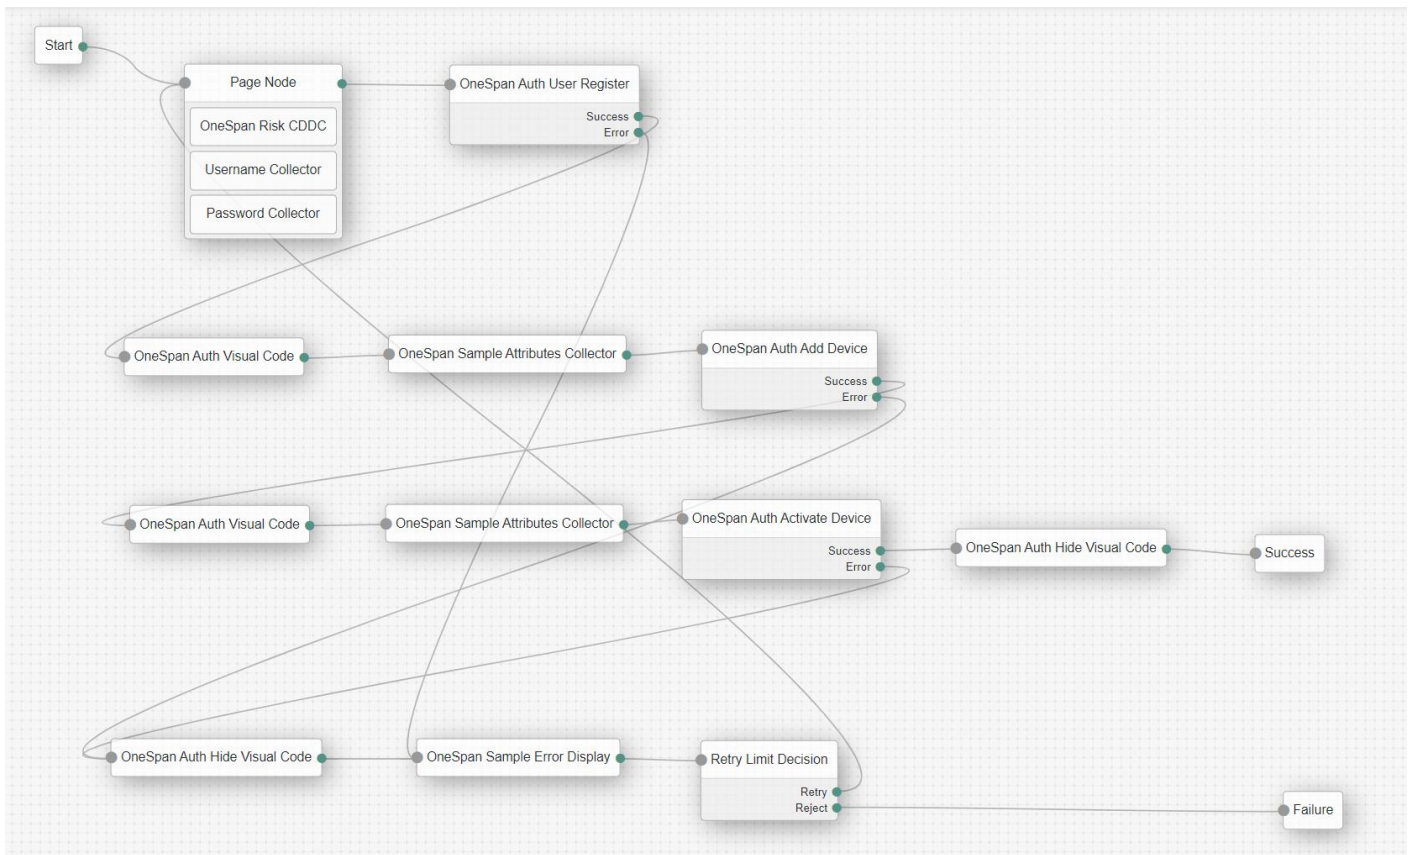 Start
Page Node
OneSpan Risk CDDC
Username Collector
Password Collector
OneSpan Auth User Register
Success
Error
OneSpan Auth Visual Code
OneSpan Sample Attributes Collector
OneSpan Auth Add Device
Success
Error
OneSpan Auth Visual Code
OneSpan Sample Attributes Collector
OneSpan Auth Activate Device
Success
Error
OneSpan Auth Hide Visual Code
Success
OneSpan Auth Hide Visual Code
OneSpan Sample Error Display
Retry Limit Decision
Retry
Reject
Failure